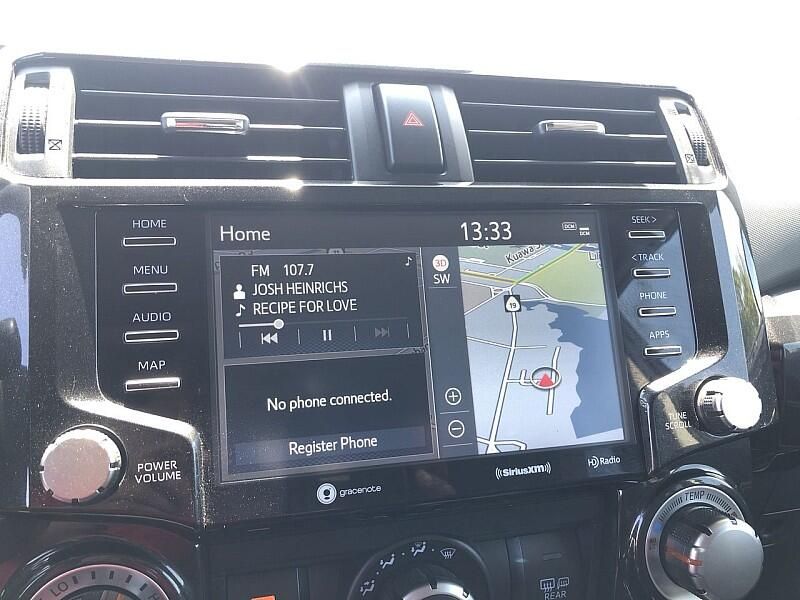 HOME
MENU
AUDIO
MAP
POWER
VOLUME
Home
13:33
DCM
DCM
FM 107.7
JOSH HEINRICHS
RECIPE FOR LOVE
No phone connected.
Register Phone
3D
SW
19
SEEK >
< TRACK
PHONE
APPS
TUNE
SCROLL
gracenote
SiriusXM
HD Radio
LO
TEMP
REAR